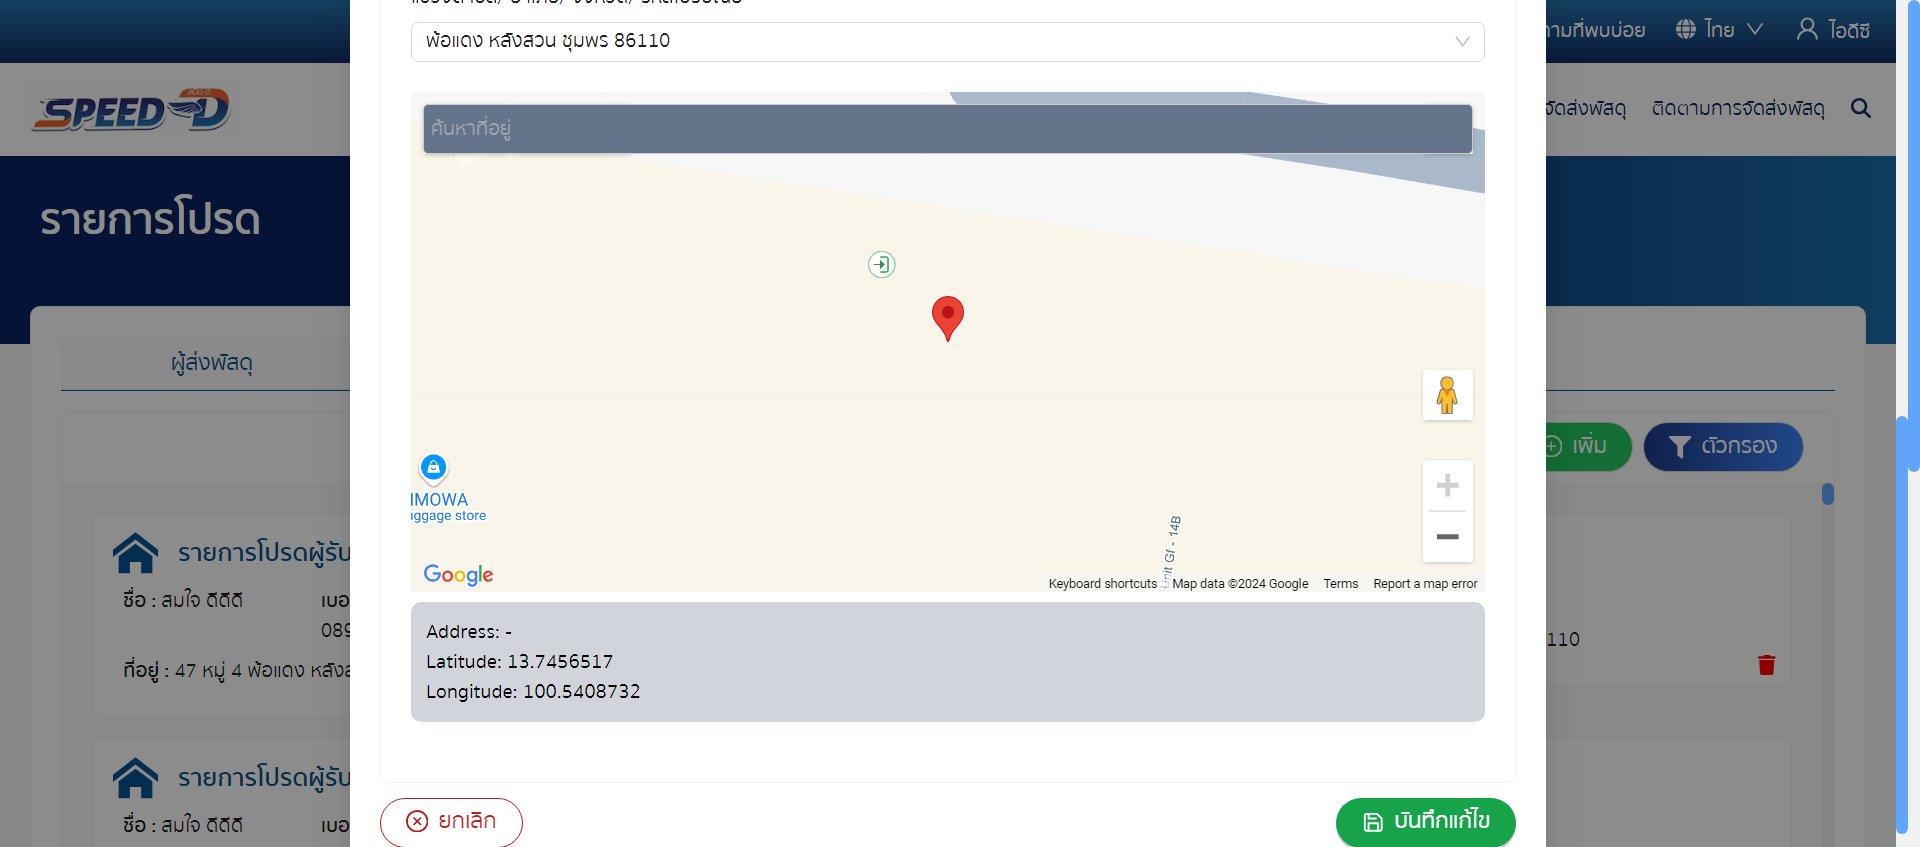 พ้อแดง หลังสวน ชุมพร 86110
ามที่พบบ่อย
ไทย
ไอดีซี
SPEED-D
จัดส่งพัสดุ
ติดตามการจัดส่งพัสดุ
ค้นหาที่อยู่
รายการโปรด
ผู้ส่งพัสดุ
เพิ่ม
ตัวกรอง
IMOWA
uggage store
Unit Gf - 14B
Google
Keyboard shortcuts
Map data ©2024 Google
Terms
Report a map error
รายการโปรดผู้รับ
ชื่อ : สมใจ ดีดีดี
เบอ
089
ที่อยู่ : 47 หมู่ 4 พ้อแดง หลังส
110
Address: -
Latitude: 13.7456517
Longitude: 100.5408732
รายการโปรดผู้รับ
ชื่อ : สมใจ ดีดีดี
เบอ
ยกเลิก
บันทึกแก้ไข